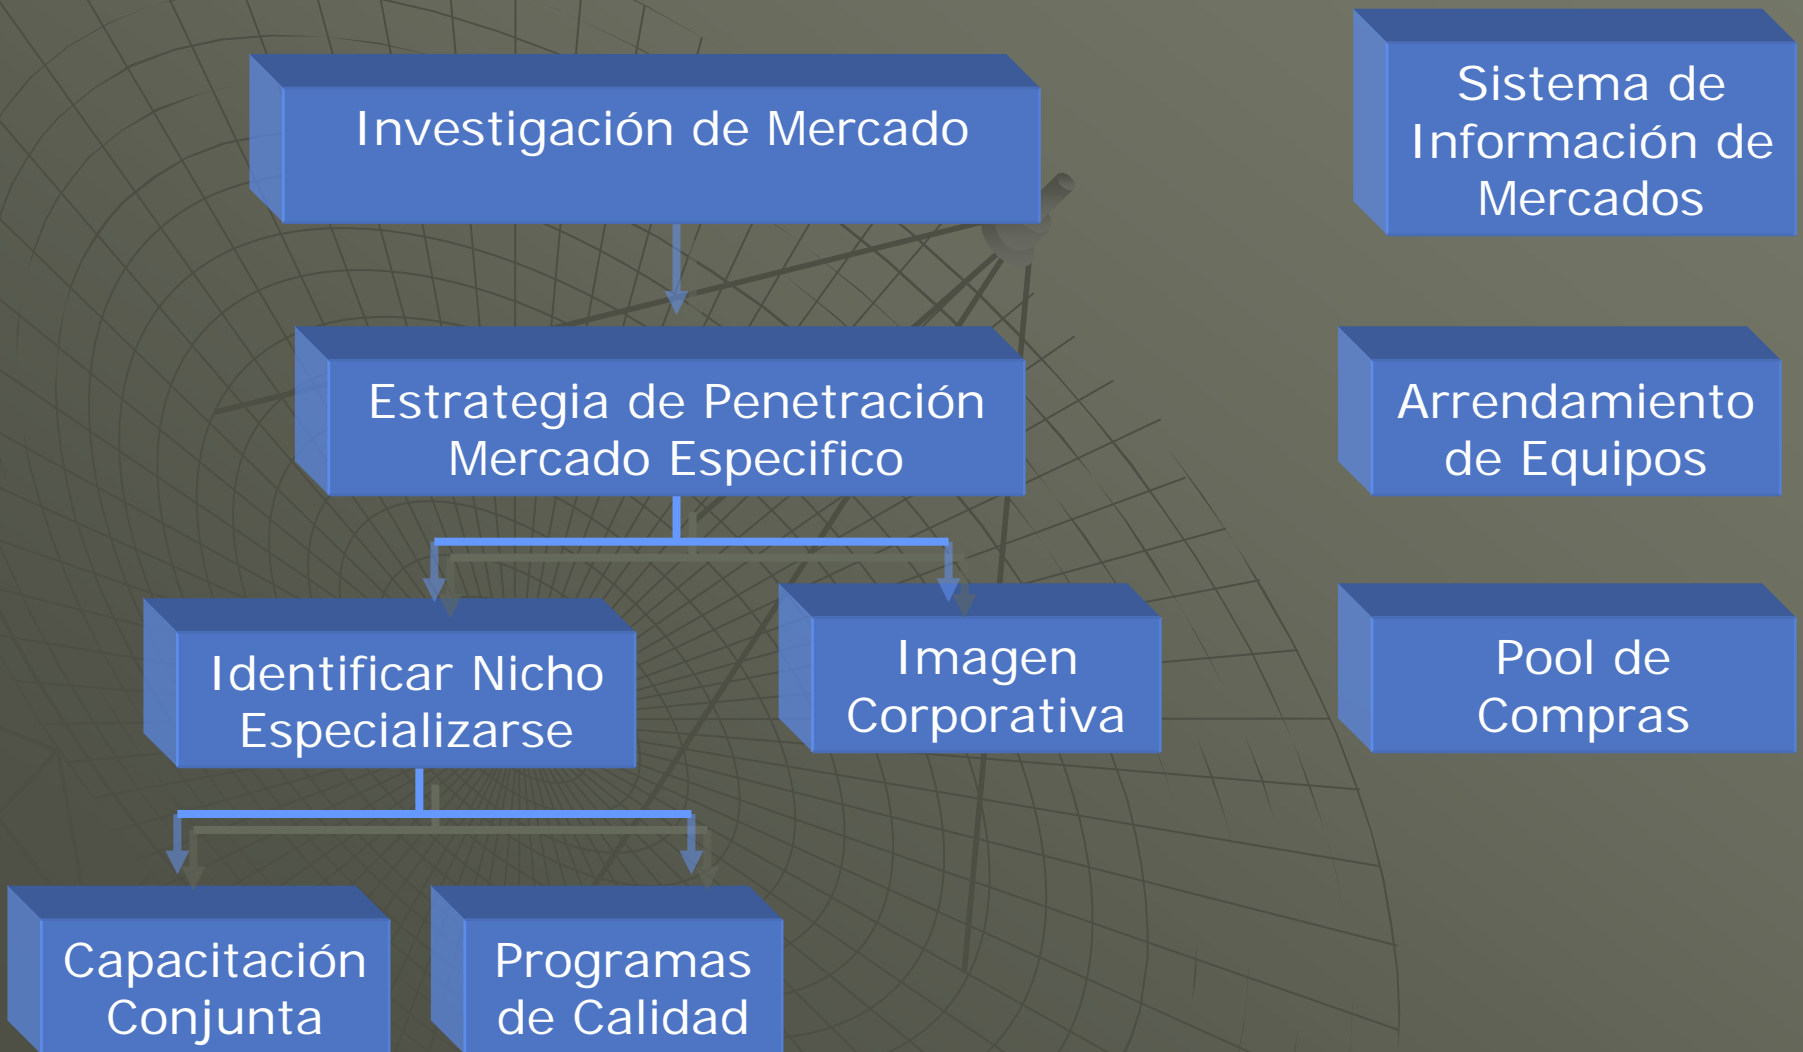 Investigación de Mercado
Sistema de
Información de
Mercados
Estrategia de Penetración
Mercado Especifico
Arrendamiento
de Equipos
Identificar Nicho
Especializarse
Imagen
Corporativa
Pool de
Compras
Capacitación
Conjunta
Programas
de Calidad